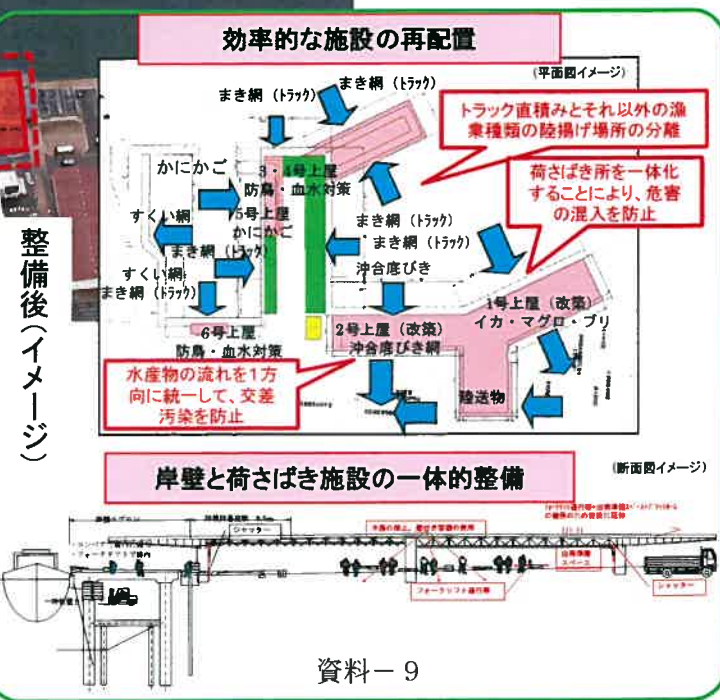 効率的な施設の再配置
(平面図イメージ)
まき網(トラック)
まき網(トラック)
トラック直積みとそれ以外の漁
業種類の陸揚げ場所の分離
かにかご
3・4号上屋
防鳥・血水対策
荷さばき所を一体化
することにより、危害
の混入を防止
すくい網
5号上屋
かにかご
まき網(トラック)
まき網(トラック)
まき網(トラック)
沖合底びき
すくい網
まき網(トラック)
1号上屋(改築)
イカ・マグロ・ブリ
6号上屋
防鳥・血水対策
2号上屋(改築)
沖合底びき網
水産物の流れを1方
向に統一して、交差
汚染を防止
陸送物
整備後(イメージ)
岸壁と荷さばき施設の一体的整備
(断面図イメージ)
シャッター
フォークリフト通行帯
シャッター
資料-9